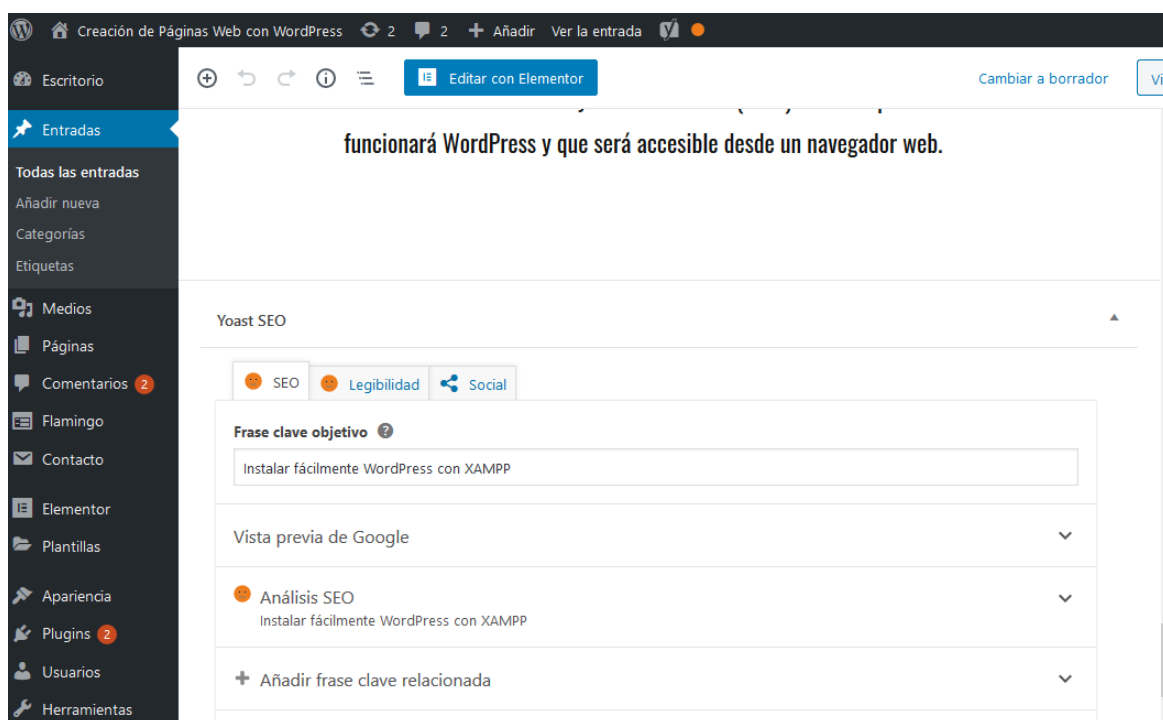 Creación de Páginas Web con WordPress 2 2 + Añadir Ver la entrada
Escritorio
Editar con Elementor
Cambiar a borrador
Entradas
Todas las entradas
Añadir nueva
Categorías
Etiquetas
Medios
Páginas
Comentarios 2
Flamingo
Contacto
Elementor
Plantillas
Apariencia
Plugins 2
Usuarios
Herramientas
funcionará WordPress y que será accesible desde un navegador web.
Yoast SEO
SEO Legibilidad Social
Frase clave objetivo
Instalar fácilmente WordPress con XAMPP
Vista previa de Google
Análisis SEO
Instalar fácilmente WordPress con XAMPP
+ Añadir frase clave relacionada